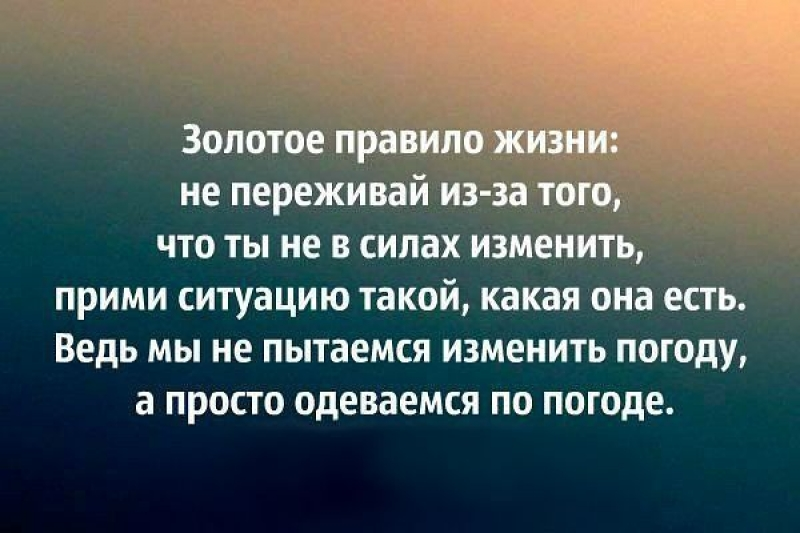 Золотое правило жизни:
не переживай из-за того,
что ты не в силах изменить,
прими ситуацию такой, какая она есть.
Ведь мы не пытаемся изменить погоду,
а просто одеваемся по погоде.